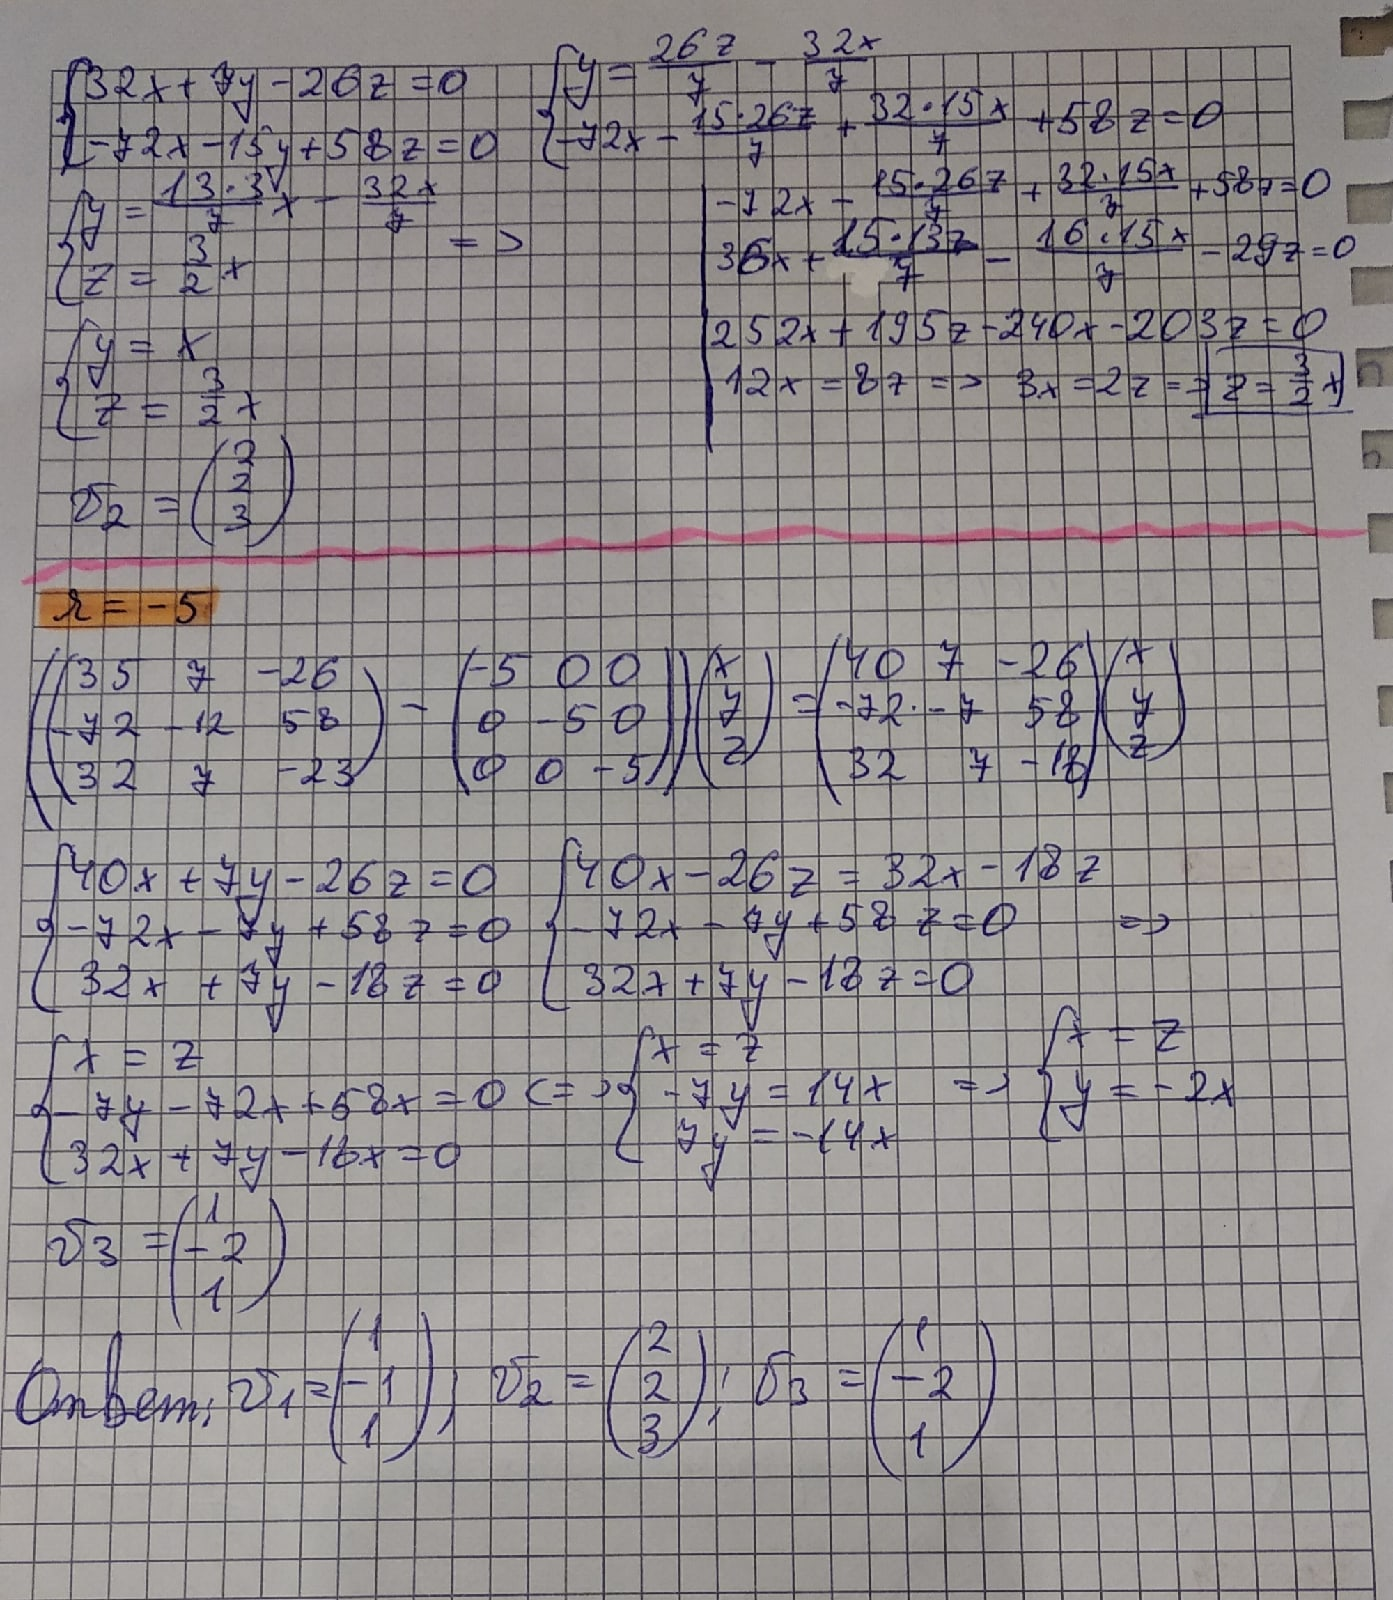 {32x+7y-26z=0 {y=26z/7 - 32x/7
{-72x-15y+58z=0 {-72x-15·26z/7+32·15x/7+58z=0
{y=13·3/7x-32x/7 -72x-15·26z/7+32·15x/7+58z=0
{z=3/2x => 36x+15·13z/7-16·15x/7-29z=0
{y=x 252x+195z-240x-203z=0
{z=3/2x 12x=8z=>3x=2z=>z=3/2x
v2=(2 2 3)
λ=-5
((35 7 -26) - (-5 0 0))(x) = (40 7 -26)(x)
-72 -12 58 0 -5 0 y -72 -7 58 y
32 7 -23 0 0 -5 z 32 7 -18 z
{40x+7y-26z=0 {40x-26z=32x-18z
{-72x-7y+58z=0 {-72x-7y+58z=0 =>
{32x+7y-18z=0 {32x+7y-18z=0
{x=z {x=z {x=z
{-7y-72x+58x=0 <=> {-7y=14x => {y=-2x
{32x+7y-18x=0 {7y=-14x
v3=(1 -2 1)
Ответ: v1=(1 -1 1); v2=(2 2 3); v3=(1 -2 1)